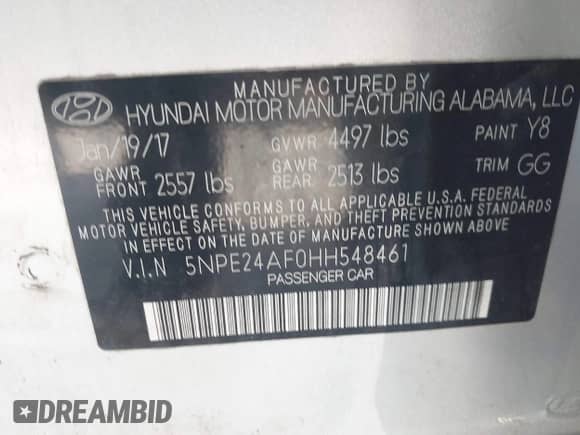 MANUFACTURED BY
HYUNDAI MOTOR MANUFACTURING ALABAMA, LLC
Jan/19/17 GVWR 4497 lbs PAINT Y8
GAWR FRONT 2557 lbs GAWR REAR 2513 lbs TRIM GG
THIS VEHICLE CONFORMS TO ALL APPLICABLE U.S.A. FEDERAL
MOTOR VEHICLE SAFETY, BUMPER, AND THEFT PREVENTION STANDARDS
IN EFFECT ON THE DATE OF MANUFACTURE SHOWN ABOVE.
V.I.N 5NPE24AF0HH548461
PASSENGER CAR
DREAMBID